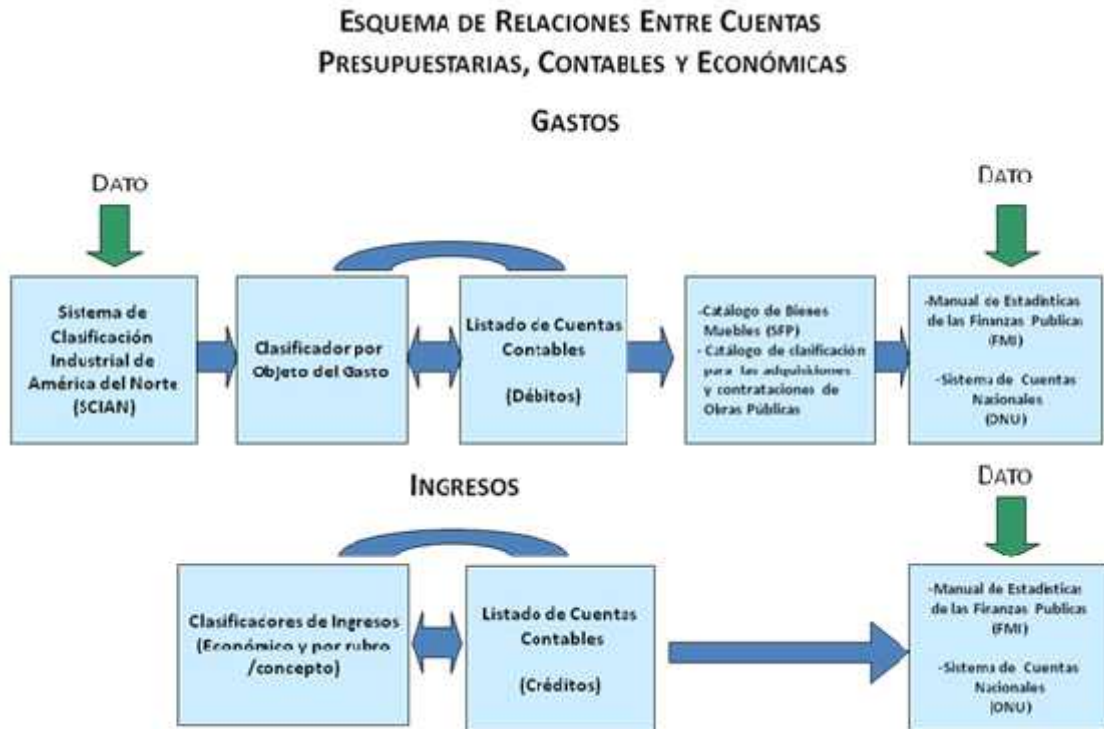 ESQUEMA DE RELACIONES ENTRE CUENTAS
PRESUPUESTARIAS, CONTABLES Y ECONÓMICAS
GASTOS
DATO
DATO
Sistema de
Clasificación
Industrial de
América del Norte
(SCIAN)
Clasificador por
Objeto del Gasto
Listado de Cuentas
Contables
(Débitos)
-Catálogo de Bienes
Muebles (SFP)
- Catálogo de clasificación
para las adquisiciones
y contrataciones de
Obras Públicas
-Manual de Estadísticas
de las Finanzas Publicas
(FMI)
-Sistema de Cuentas
Nacionales
(ONU)
INGRESOS
DATO
Clasificadores de Ingresos
(Económico y por rubro
/concepto)
Listado de Cuentas
Contables
(Créditos)
-Manual de Estadísticas
de las Finanzas Publicas
(FMI)
-Sistema de Cuentas
Nacionales
(ONU)